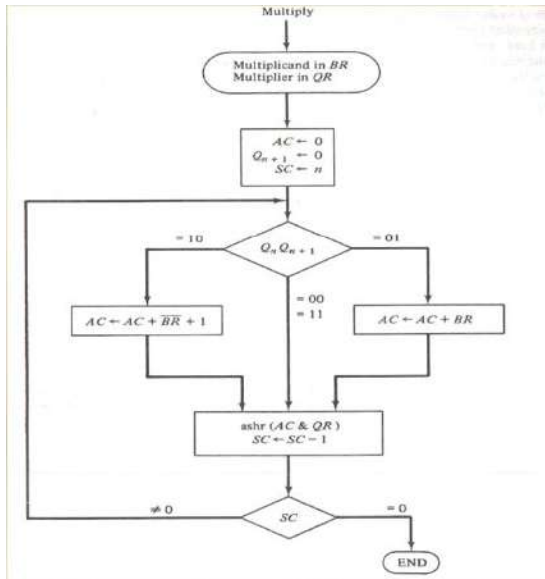 Multiply
Multiplicand in BR
Multiplier in QR
AC ← 0
Qn + 1 ← 0
SC ← n
= 10
QnQn + 1
= 01
= 00
= 11
AC ← AC + B̅R̅ + 1
AC ← AC + BR
ashr (AC & QR)
SC ← SC − 1
≠ 0
SC
= 0
END